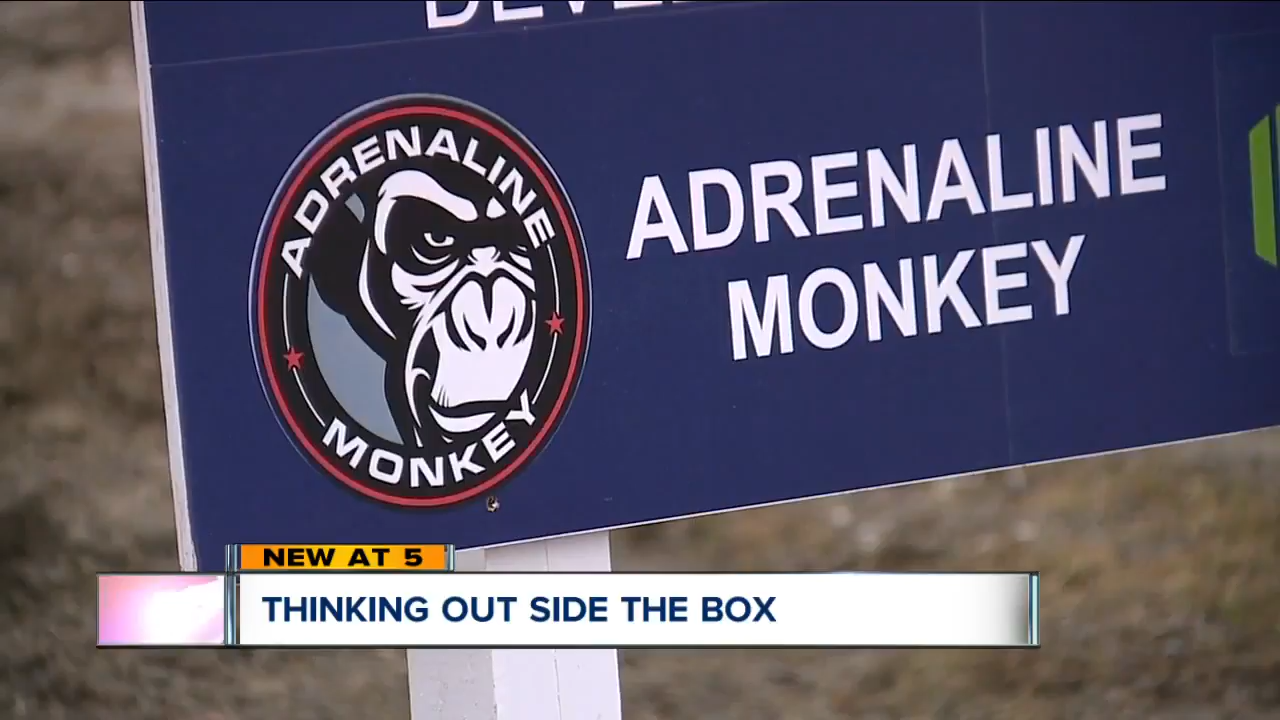 ADRENALINE
MONKEY
ADRENALINE
MONKEY
NEW AT 5
THINKING OUT SIDE THE BOX